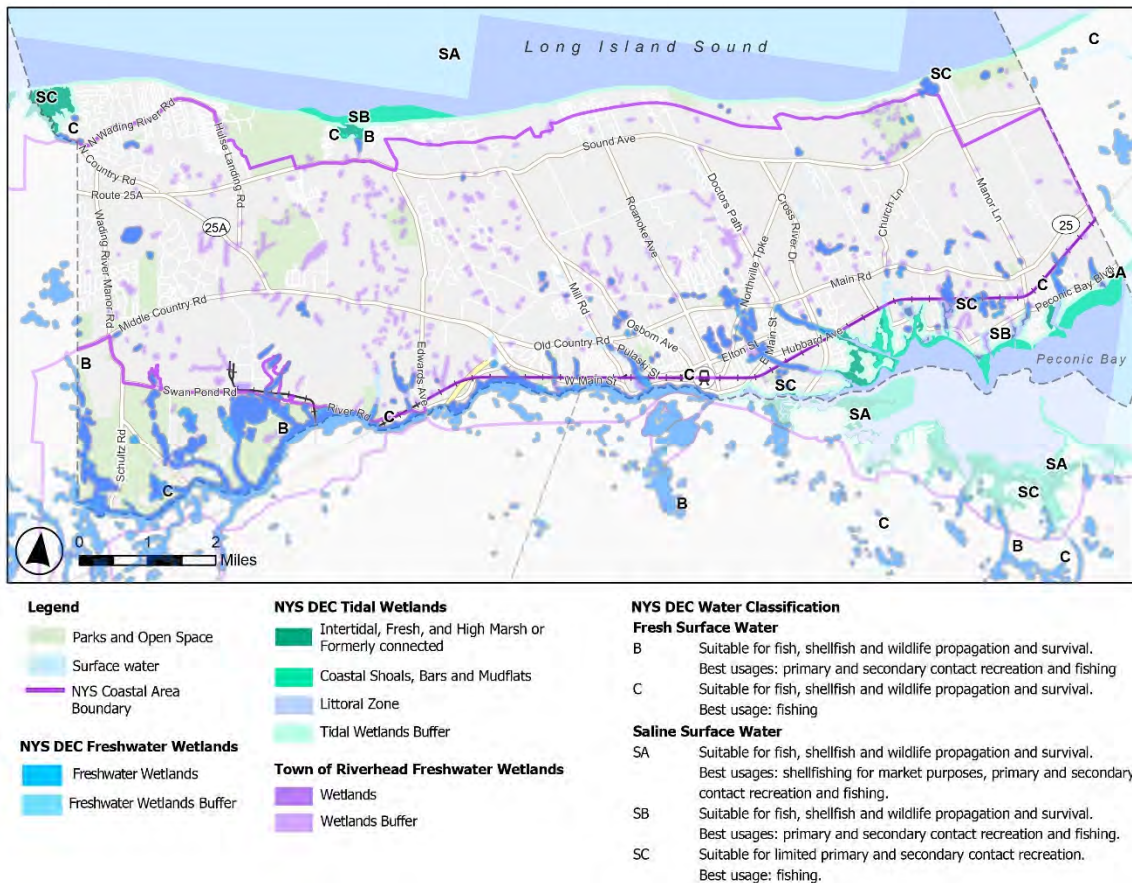 C
SA
Long Island Sound
SC
SC
SB
C
N Wading River Rd
C
B
Sound Ave
N Country Rd
Hulse Landing Rd
Route 25A
Doctors Path
Roanoke Ave
Cross River Dr
Church Ln
Manor Ln
25A
25
Wading River Manor Rd
Northville Tpke
SA
Main Rd
C
Peconic Bay Blvd
Mill Rd
SC
Middle Country Rd
Osborn Ave
SB
Old Country Rd
Elton St
E Main St
Hubbard Ave
Pulaski St
Edwards Ave
B
Peconic Bay
C
W Main St
SC
Swan Pond Rd
River Rd
C
SA
B
Schultz Rd
SA
C
SC
B
C
B
C
0 1 2
Miles
Legend
Parks and Open Space
Surface water
NYS Coastal Area
Boundary
NYS DEC Freshwater Wetlands
Freshwater Wetlands
Freshwater Wetlands Buffer
NYS DEC Tidal Wetlands
Intertidal, Fresh, and High Marsh or
Formerly connected
Coastal Shoals, Bars and Mudflats
Littoral Zone
Tidal Wetlands Buffer
Town of Riverhead Freshwater Wetlands
Wetlands
Wetlands Buffer
NYS DEC Water Classification
Fresh Surface Water
B Suitable for fish, shellfish and wildlife propagation and survival.
Best usages: primary and secondary contact recreation and fishing
C Suitable for fish, shellfish and wildlife propagation and survival.
Best usage: fishing
Saline Surface Water
SA Suitable for fish, shellfish and wildlife propagation and survival.
Best usages: shellfishing for market purposes, primary and secondary
contact recreation and fishing.
SB Suitable for fish, shellfish and wildlife propagation and survival.
Best usages: primary and secondary contact recreation and fishing.
SC Suitable for limited primary and secondary contact recreation.
Best usage: fishing.